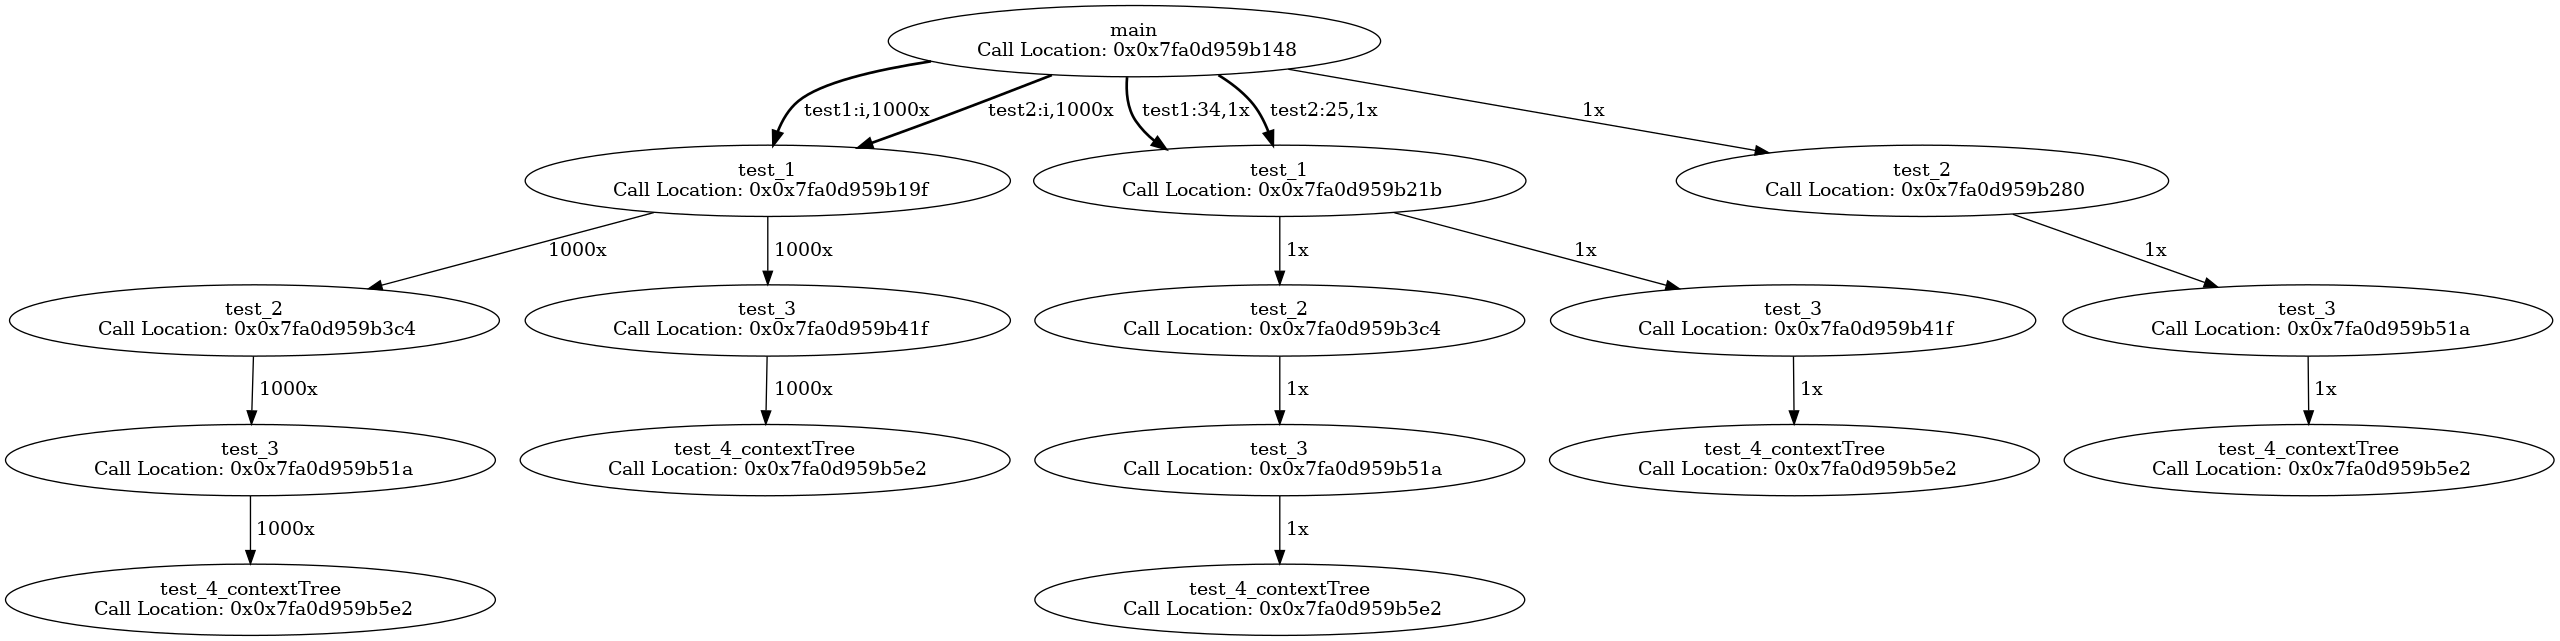 main
Call Location: 0x0x7fa0d959b148
test1:i,1000x
test2:i,1000x
test1:34,1x
test2:25,1x
1x
test_1
Call Location: 0x0x7fa0d959b19f
test_1
Call Location: 0x0x7fa0d959b21b
test_2
Call Location: 0x0x7fa0d959b280
1000x
1000x
1x
1x
1x
test_2
Call Location: 0x0x7fa0d959b3c4
test_3
Call Location: 0x0x7fa0d959b41f
test_2
Call Location: 0x0x7fa0d959b3c4
test_3
Call Location: 0x0x7fa0d959b41f
test_3
Call Location: 0x0x7fa0d959b51a
1000x
1000x
1x
1x
1x
test_3
Call Location: 0x0x7fa0d959b51a
test_4_contextTree
Call Location: 0x0x7fa0d959b5e2
test_3
Call Location: 0x0x7fa0d959b51a
test_4_contextTree
Call Location: 0x0x7fa0d959b5e2
test_4_contextTree
Call Location: 0x0x7fa0d959b5e2
1000x
1x
test_4_contextTree
Call Location: 0x0x7fa0d959b5e2
test_4_contextTree
Call Location: 0x0x7fa0d959b5e2